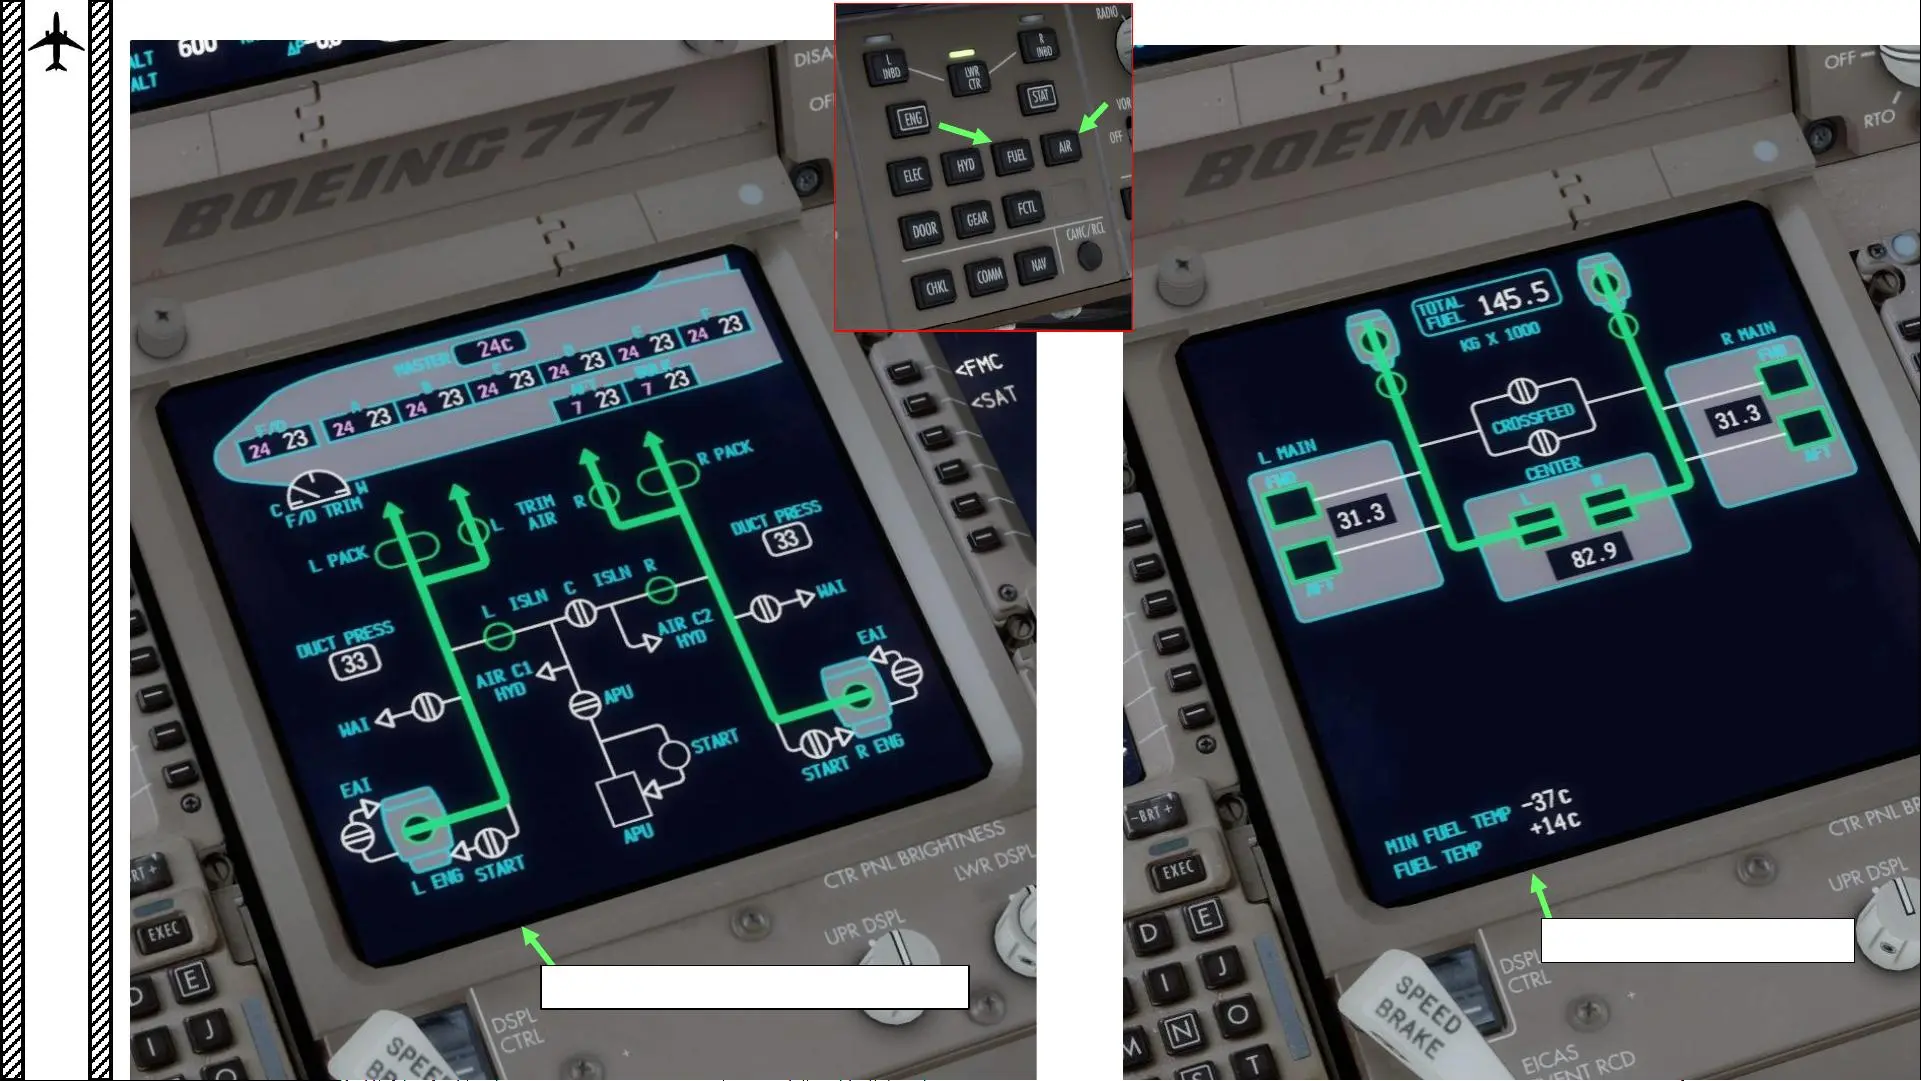 ALT
600
ALT
BOEING 777
DISA
OF
MASTER
24c
F/D
24 23
A
24 23
B
24 23
C
24 23
D
24 23
E
24 23
F
24 23
AFT
7 23
BULK
7 23
C
W
F/D TRIM
L PACK
L
TRIM
AIR
R
R PACK
DUCT PRESS
33
DUCT PRESS
33
L
ISLN
C
ISLN
R
AIR C1
HYD
AIR C2
HYD
WAI
WAI
APU
START
APU
EAI
L ENG START
EAI
START R ENG
<FMC
<SAT
CTR PNL BRIGHTNESS
LWR DSPL
UPR DSPL
EXEC
E
J
I
DSPL
CTRL
L
INBD
LWR
CTR
R
INBD
ENG
STAT
ELEC
HYD
FUEL
AIR
DOOR
GEAR
FCTL
CANC/RCL
CHKL
COMM
NAV
RADIO
VOR
OFF
BOEING 777
OFF
RTO
TOTAL
FUEL
145.5
KG X 1000
R MAIN
FWD
31.3
AFT
CROSSFEED
L MAIN
FWD
31.3
AFT
CENTER
L
R
82.9
MIN FUEL TEMP -37c
FUEL TEMP +14c
CTR PNL BR
UPR DSPL
-BRT+
EXEC
D
E
I
J
M
N
O
S
T
DSPL
CTRL
SPEED
BRAKE
EICAS
EVENT RCD